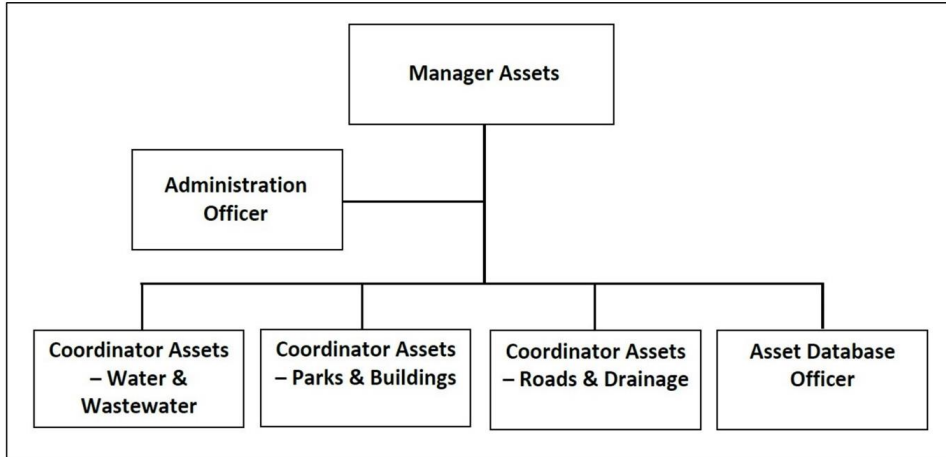 Manager Assets
Administration
Officer
Coordinator Assets
– Water &
Wastewater
Coordinator Assets
– Parks & Buildings
Coordinator Assets
– Roads & Drainage
Asset Database
Officer